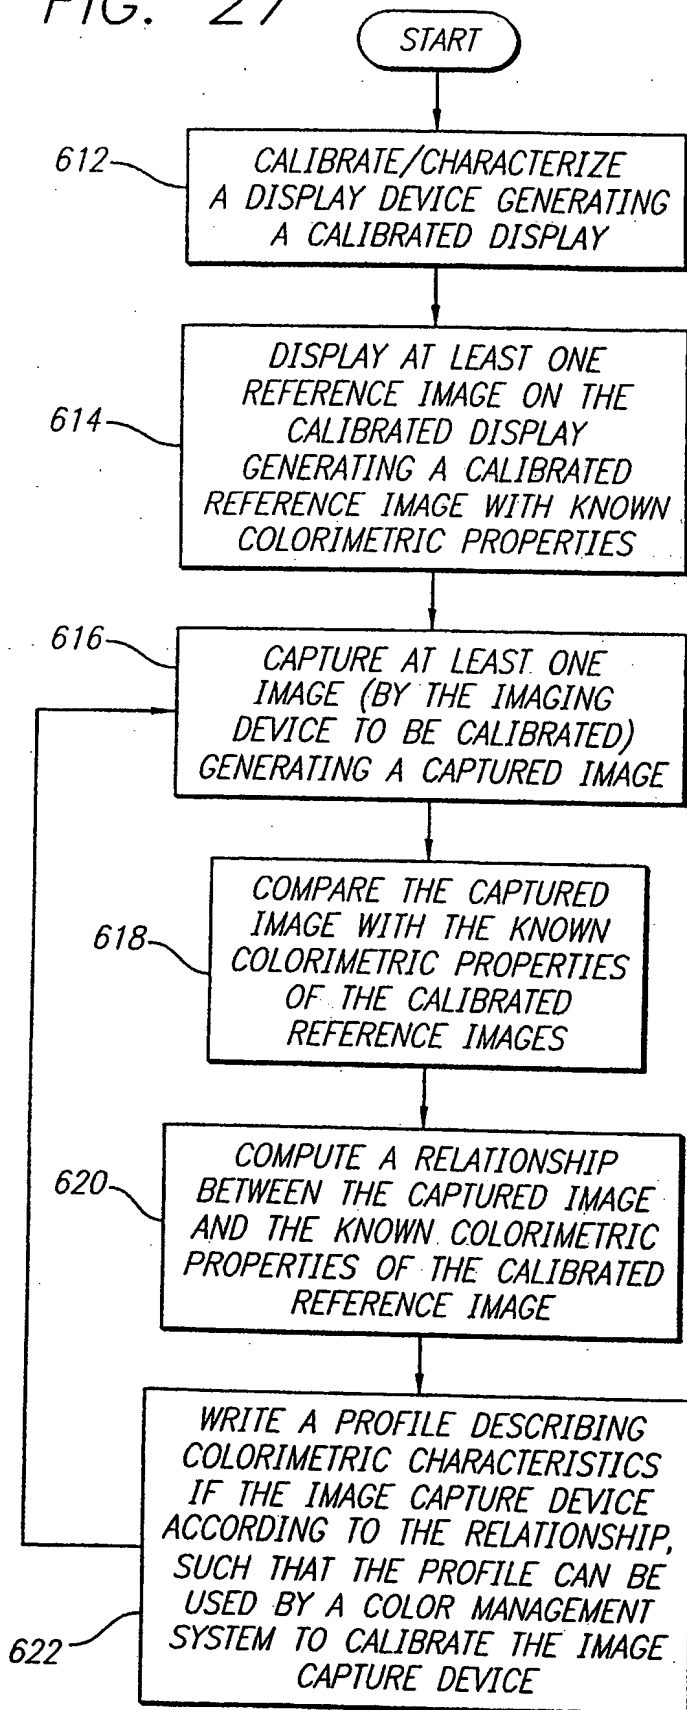 FIG. 27
START
612
CALIBRATE/CHARACTERIZE
A DISPLAY DEVICE GENERATING
A CALIBRATED DISPLAY
614
DISPLAY AT LEAST ONE
REFERENCE IMAGE ON THE
CALIBRATED DISPLAY
GENERATING A CALIBRATED
REFERENCE IMAGE WITH KNOWN
COLORIMETRIC PROPERTIES
616
CAPTURE AT LEAST ONE
IMAGE (BY THE IMAGING
DEVICE TO BE CALIBRATED)
GENERATING A CAPTURED IMAGE
618
COMPARE THE CAPTURED
IMAGE WITH THE KNOWN
COLORIMETRIC PROPERTIES
OF THE CALIBRATED
REFERENCE IMAGES
620
COMPUTE A RELATIONSHIP
BETWEEN THE CAPTURED IMAGE
AND THE KNOWN COLORIMETRIC
PROPERTIES OF THE CALIBRATED
REFERENCE IMAGE
WRITE A PROFILE DESCRIBING
COLORIMETRIC CHARACTERISTICS
IF THE IMAGE CAPTURE DEVICE
ACCORDING TO THE RELATIONSHIP,
SUCH THAT THE PROFILE CAN BE
USED BY A COLOR MANAGEMENT
SYSTEM TO CALIBRATE THE IMAGE
CAPTURE DEVICE
622